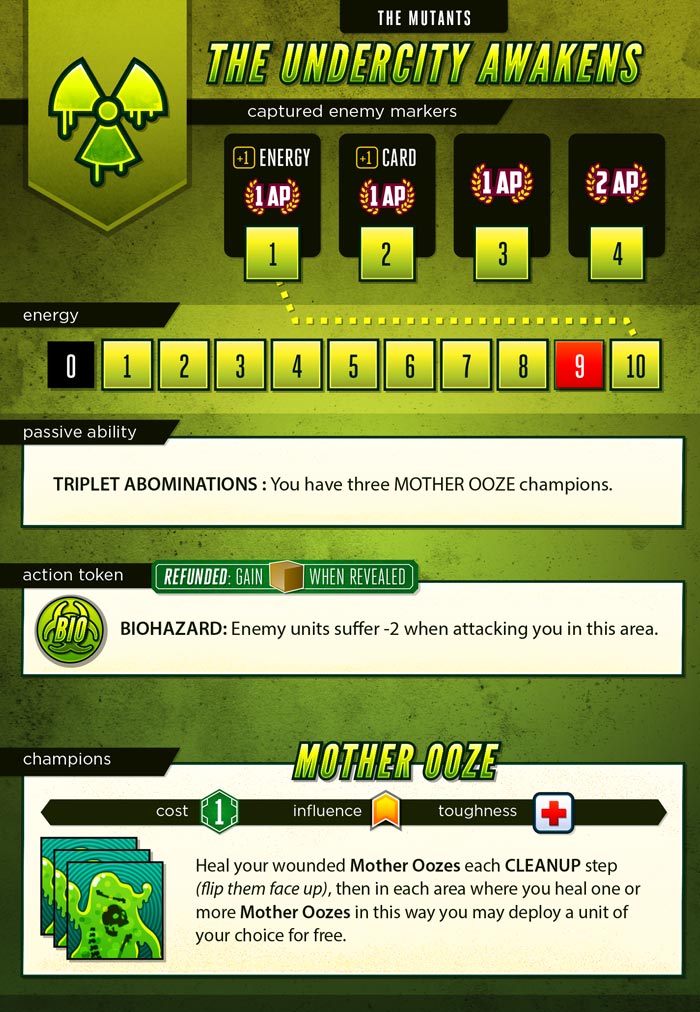 THE MUTANTS
THE UNDERCITY AWAKENS
captured enemy markers
+1 ENERGY
1 AP
1
+1 CARD
1 AP
2
1 AP
3
2 AP
4
energy
0 1 2 3 4 5 6 7 8 9 10
passive ability
TRIPLET ABOMINATIONS : You have three MOTHER OOZE champions.
action token
REFUNDED: GAIN WHEN REVEALED
BIO
BIOHAZARD: Enemy units suffer -2 when attacking you in this area.
champions
MOTHER OOZE
cost 1 influence toughness
Heal your wounded Mother Oozes each CLEANUP step
(flip them face up), then in each area where you heal one or
more Mother Oozes in this way you may deploy a unit of
your choice for free.